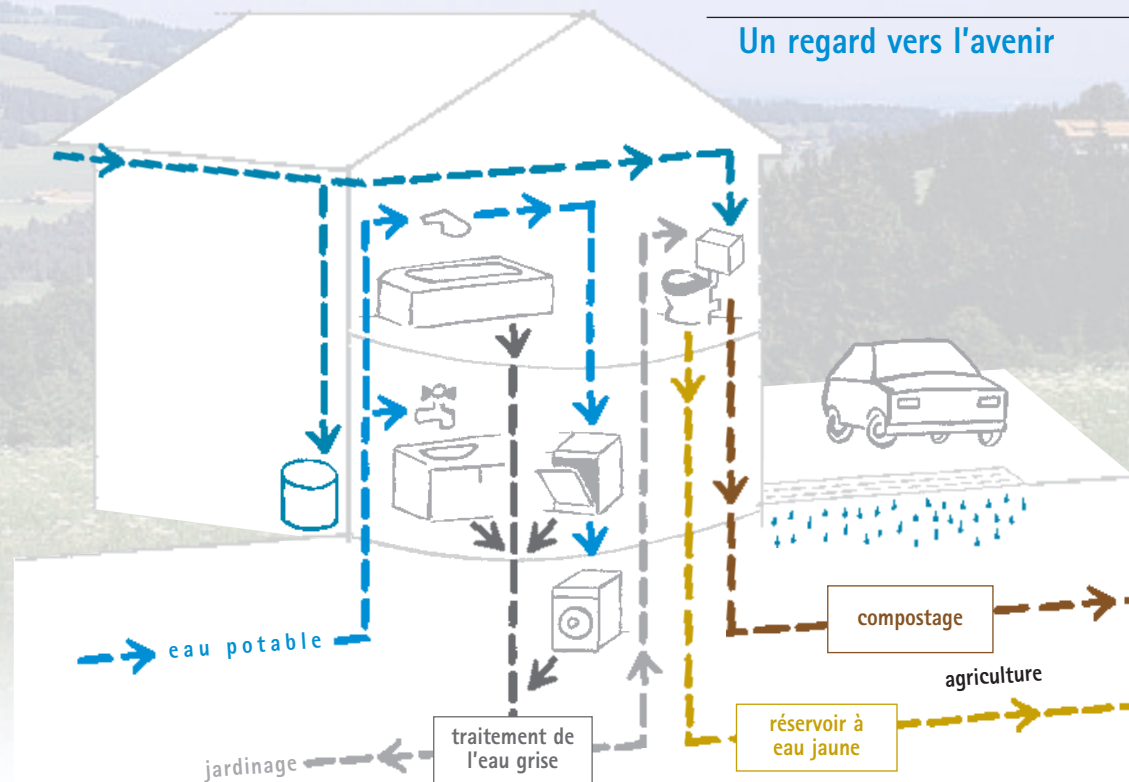 Un regard vers l'avenir
eau potable
compostage
agriculture
réservoir à
eau jaune
traitement de
l'eau grise
jardinage